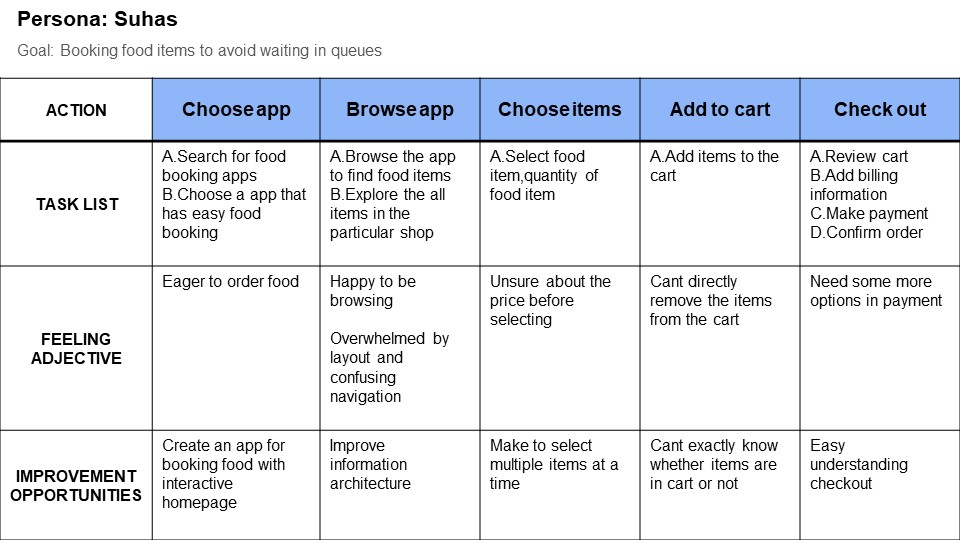 Persona: Suhas
Goal: Booking food items to avoid waiting in queues
ACTION
Choose app
Browse app
Choose items
Add to cart
Check out
TASK LIST
A.Search for food
booking apps
B.Choose a app that
has easy food
booking
A.Browse the app
to find food items
B.Explore the all
items in the
particular shop
A.Select food
item,quantity of
food item
A.Add items to the
cart
A.Review cart
B.Add billing
information
C.Make payment
D.Confirm order
FEELING
ADJECTIVE
Eager to order food
Happy to be
browsing
Overwhelmed by
layout and
confusing
navigation
Unsure about the
price before
selecting
Cant directly
remove the items
from the cart
Need some more
options in payment
IMPROVEMENT
OPPORTUNITIES
Create an app for
booking food with
interactive
homepage
Improve
information
architecture
Make to select
multiple items at a
time
Cant exactly know
whether items are
in cart or not
Easy
understanding
checkout